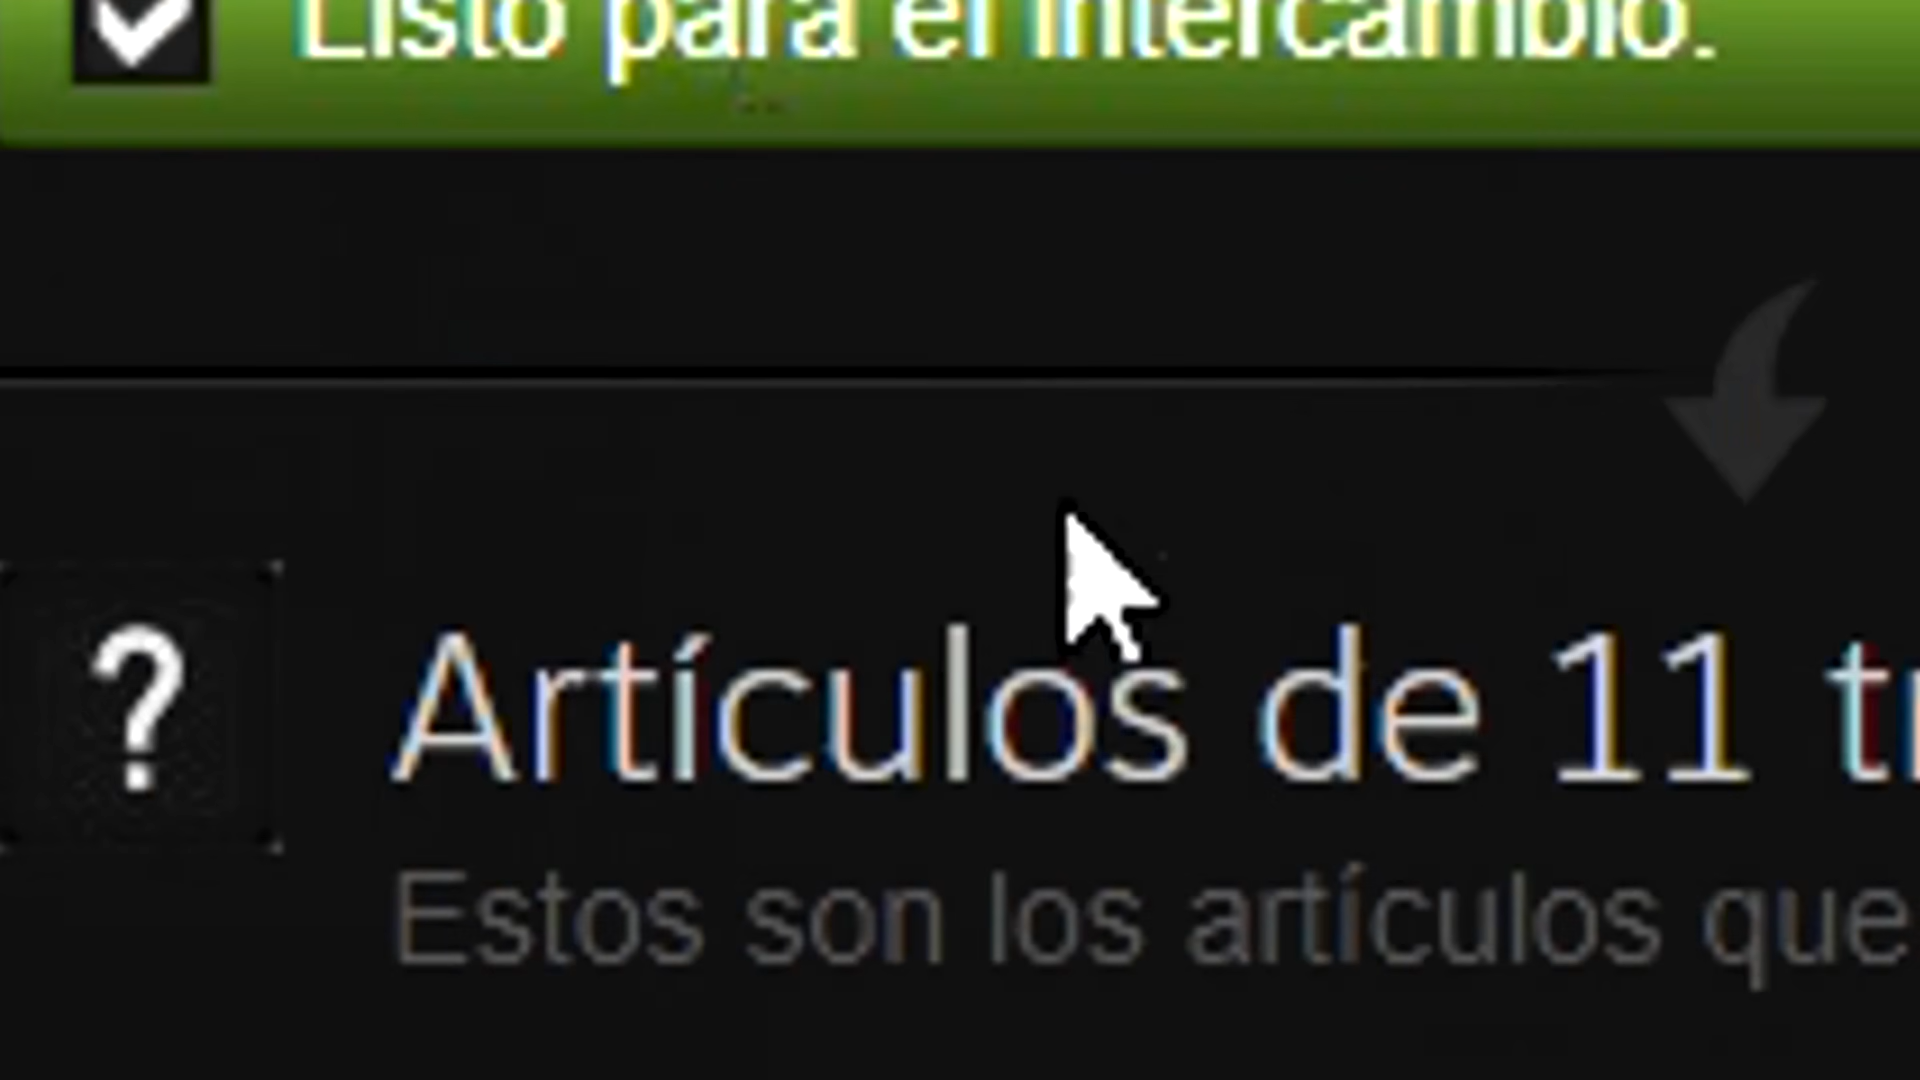 Listo para el intercambio.
?
Artículos de 11
Estos son los artículos que